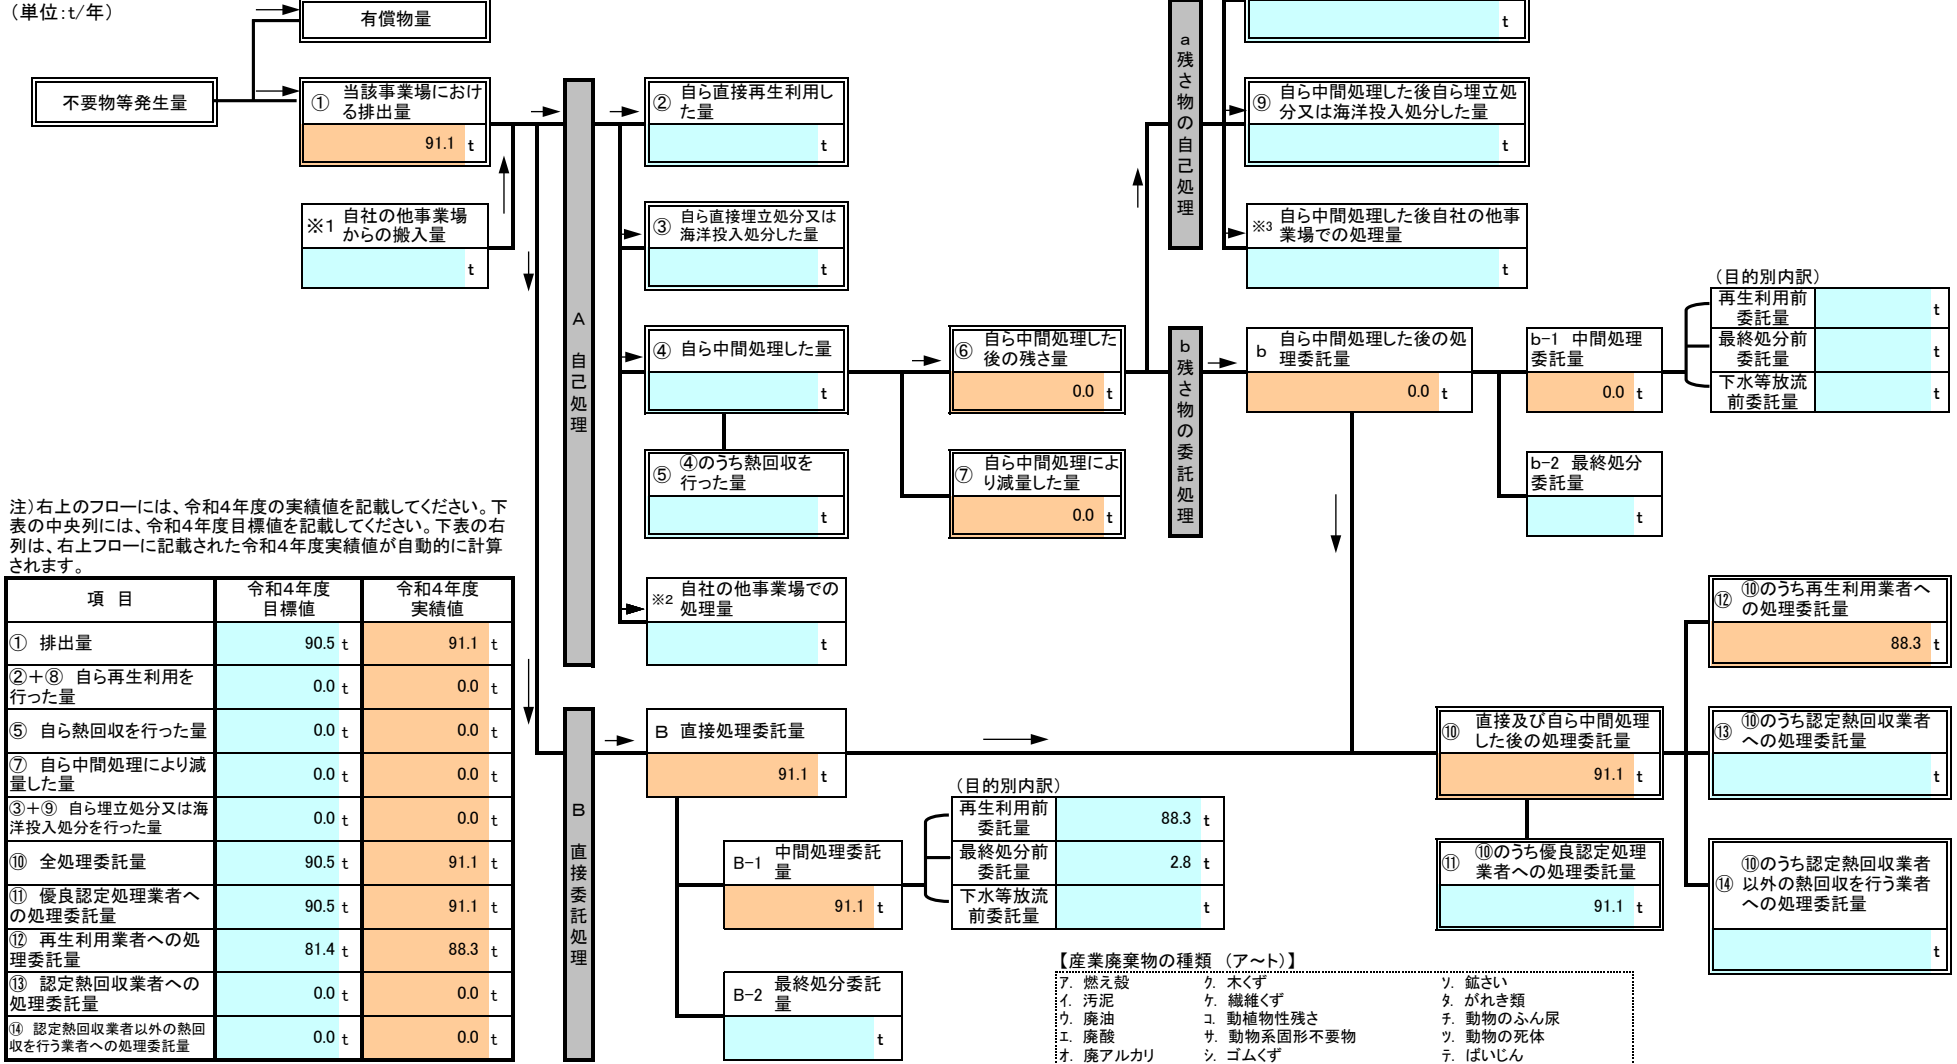 （単位：t/年）
有償物量
不要物等発生量
① 当該事業場におけ
る排出量
91.1 t
※1 自社の他事業場
からの搬入量
t
A 自己処理
② 自ら直接再生利用し
た量
t
③ 自ら直接埋立処分又は
海洋投入処分した量
t
④ 自ら中間処理した量
t
⑤ ④のうち熱回収を
行った量
t
※2 自社の他事業場での
処理量
t
⑥ 自ら中間処理した
後の残さ量
0.0 t
⑦ 自ら中間処理によ
り減量した量
0.0 t
a 残さ物の自己処理
t
⑨ 自ら中間処理した後自ら埋立処
分又は海洋投入処分した量
t
※3 自ら中間処理した後自社の他事
業場での処理量
t
b 残さ物の委託処理
b 自ら中間処理した後の処
理委託量
0.0 t
b-1 中間処理
委託量
0.0 t
（目的別内訳）
再生利用前
委託量
t
最終処分前
委託量
t
下水等放流
前委託量
t
b-2 最終処分
委託量
t
注）右上のフローには、令和4年度の実績値を記載してください。下
表の中央列には、令和4年度目標値を記載してください。下表の右
列は、右上フローに記載された令和4年度実績値が自動的に計算
されます。
項 目
令和4年度
目標値
令和4年度
実績値
① 排出量 90.5 t 91.1 t
②＋⑧ 自ら再生利用を
行った量 0.0 t 0.0 t
⑤ 自ら熱回収を行った量 0.0 t 0.0 t
⑦ 自ら中間処理により減
量した量 0.0 t 0.0 t
③＋⑨ 自ら埋立処分又は海
洋投入処分を行った量 0.0 t 0.0 t
⑩ 全処理委託量 90.5 t 91.1 t
⑪ 優良認定処理業者へ
の処理委託量 90.5 t 91.1 t
⑫ 再生利用業者への処
理委託量 81.4 t 88.3 t
⑬ 認定熱回収業者への
処理委託量 0.0 t 0.0 t
⑭ 認定熱回収業者以外の熱回
収を行う業者への処理委託量 0.0 t 0.0 t
B 直接委託処理
B 直接処理委託量
91.1 t
B-1 中間処理委託
量
91.1 t
（目的別内訳）
再生利用前
委託量
88.3 t
最終処分前
委託量
2.8 t
下水等放流
前委託量
t
B-2 最終処分委託
量
t
⑩ 直接及び自ら中間処理
した後の処理委託量
91.1 t
⑪ ⑩のうち優良認定処理
業者への処理委託量
91.1 t
⑫ ⑩のうち再生利用業者へ
の処理委託量
88.3 t
⑬ ⑩のうち認定熱回収業者
への処理委託量
t
⑭ ⑩のうち認定熱回収業者
以外の熱回収を行う業者
への処理委託量
t
【産業廃棄物の種類 （ア～ト）】
ア. 燃え殻 ク. 木くず ソ. 鉱さい
イ. 汚泥 ケ. 繊維くず タ. がれき類
ウ. 廃油 コ. 動植物性残さ チ. 動物のふん尿
エ. 廃酸 サ. 動物系固形不要物 ツ. 動物の死体
オ. 廃アルカリ シ. ゴムくず テ. ばいじん